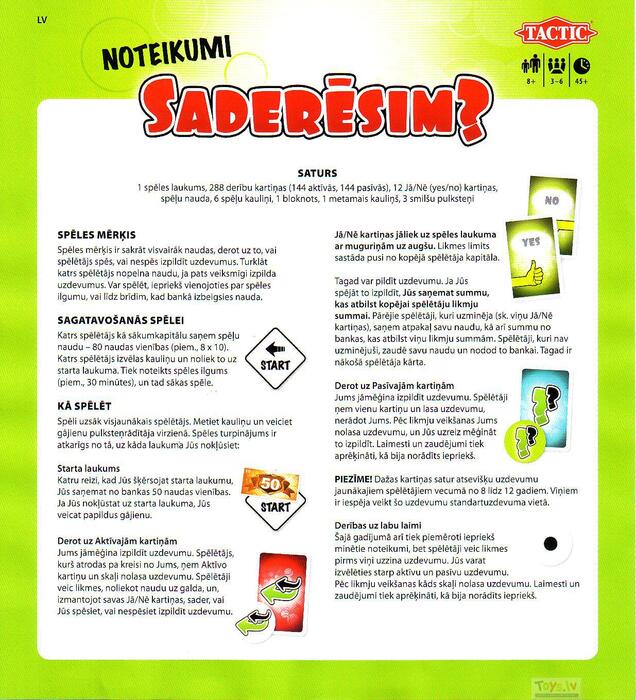 LV
NOTEIKUMI
TACTIC
8+
3–6
45+
SADERĒSIM?
SATURS
1 spēles laukums, 288 derību kartiņas (144 aktivās, 144 pasīvās), 12 Jā/Nē (yes/no) kartiņas,
spēļu nauda, 6 spēļu kauliņi, 1 bloknots, 1 metamais kauliņš, 3 smilšu pulksteņi
SPĒLES MĒRĶIS
Spēles mērķis ir sakrāt visvairāk naudas, derot uz to, vai
spēlētājs spēs, vai nespēs izpildīt uzdevumus. Turklāt
katrs spēlētājs nopelna naudu, ja pats veiksmīgi izpilda
uzdevumus. Var spēlēt, iepriekš vienojoties par spēles
ilgumu, vai līdz brīdim, kad bankā izbeigsies nauda.
SAGATAVOŠANĀS SPĒLEI
Katrs spēlētājs kā sākumkapitālu saņem spēļu
naudu – 80 naudas vienības (piem., 8 x 10).
Katrs spēlētājs izvēlas kauliņu un noliek to uz
starta laukuma. Tiek noteikts spēles ilgums
(piem., 30 minūtes), un tad sākas spēle.
START
KĀ SPĒLĒT
Spēli uzsāk visjaunākais spēlētājs. Metiet kauliņu un veiciet
gājienu pulksteņrādītāja virzienā. Spēles turpinājums ir
atkarīgs no tā, uz kāda laukuma Jūs nokļūsiet:
Starta laukums
Katru reizi, kad Jūs šķērsojat starta laukumu,
Jūs saņemat no bankas 50 naudas vienības.
Ja Jūs nokļūstat uz starta laukuma, Jūs
veicat papildus gājienu.
50
START
Derot uz Aktīvajām kartiņām
Jums jāmēģina izpildīt uzdevumu. Spēlētājs,
kurš atrodas pa kreisi no Jums, ņem Aktīvo
kartiņu un skaļi nolasa uzdevumu. Spēlētāji
veic likmes, noliekot naudu uz galda, un,
izmantojot savas Jā/Nē kartiņas, sader, vai
Jūs spēsiet, vai nespēsiet izpildīt uzdevumu.
Jā/Nē kartiņas jāliek uz spēles laukuma
ar muguriņām uz augšu. Likmes limits
sastāda pusi no kopējā spēlētāja kapitāla.
NO
YES
Tagad var pildīt uzdevumu. Ja Jūs
spējāt to izpildīt, Jūs saņemat summu,
kas atbilst kopējai spēlētāju likmju
summai. Pārējie spēlētāji, kuri uzminēja (sk. viņu Jā/Nē
kartiņas), saņem atpakaļ savu naudu, kā arī summu no
bankas, kas atbilst viņu likmju summām. Spēlētāji, kuri nav
uzminējuši, zaudē savu naudu un nodod to bankai. Tagad ir
nākošā spēlētāja kārta.
Derot uz Pasīvajām kartiņām
Jums jāmēģina izpildīt uzdevumu. Spēlētāji
ņem vienu kartiņu un lasa uzdevumu,
nerādot Jums. Pēc likmju veikšanas Jums
nolasa uzdevumu, un Jūs uzreiz mēģināt
to izpildīt. Laimesti un zaudējumi tiek
aprēķināti, kā bija norādīts iepriekš.
PIEZĪME! Dažas kartiņas satur atsevišķu uzdevumu
jaunākajiem spēlētājiem vecumā no 8 līdz 12 gadiem. Viņiem
ir iespēja veikt šo uzdevumu standartuzdevuma vietā.
Derības uz labu laimi
Šajā gadījumā arī tiek piemēroti iepriekš
minētie noteikumi, bet spēlētāji veic likmes
pirms viņi uzzina uzdevumu. Jūs varat
izvēlēties starp aktīvu un pasīvu uzdevumu.
Pēc likmju veikšanas kāds skaļi nolasa uzdevumu. Laimesti un
zaudējumi tiek aprēķināti, kā bija norādīts iepriekš.
Toys.lv